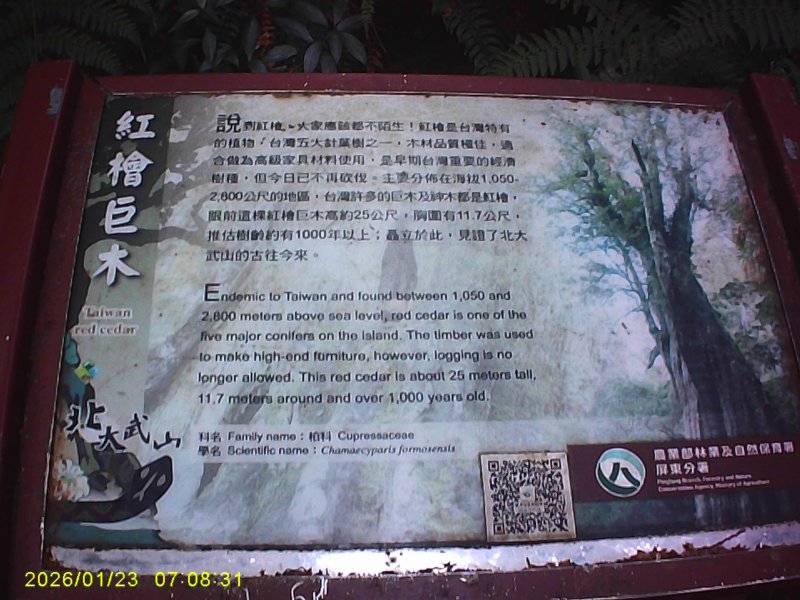 紅檜巨木
Taiwan
red cedar
說到紅檜，大家應該都不陌生！紅檜是台灣特有
的植物，台灣五大針葉樹之一，木材品質極佳，適
合做為高級家具材料使用，是早期台灣重要的經濟
樹種，但今日已不再砍伐。主要分佈在海拔1,050-
2,800公尺的地區，台灣許多的巨木及神木都是紅檜，
眼前這棵紅檜巨木高約25公尺，胸圍有11.7公尺，
推估樹齡約有1000年以上；矗立於此，見證了北大
武山的古往今來。
Endemic to Taiwan and found between 1,050 and
2,800 meters above sea level, red cedar is one of the
five major conifers on the island. The timber was used
to make high-end furniture, however, logging is no
longer allowed. This red cedar is about 25 meters tall,
11.7 meters around and over 1,000 years old.
科名 Family name：柏科 Cupressaceae
學名 Scientific name：Chamaecyparis formosensis
北大武山
農業部林業及自然保育署
屏東分署
Pingtung Branch, Forestry and Nature
Conservation Agency, Ministry of Agriculture
2026/01/23 07:08:31